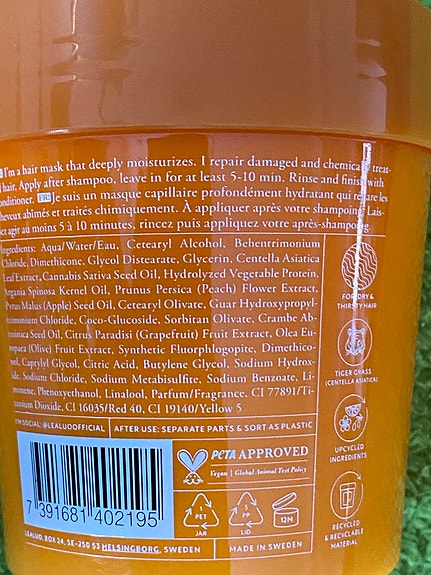 I'm a hair mask that deeply moisturizes. I repair damaged and chemically treat-
hair. Apply after shampoo, leave in for at least 5-10 min. Rinse and finish with
conditioner. FR Je suis un masque capillaire profondément hydratant qui répare les
cheveux abîmés et traités chimiquement. À appliquer après votre shampoing. Lais-
ser agir au moins 5 à 10 minutes, rincez puis appliquez votre après-shampoing.
Ingredients: Aqua/Water/Eau, Cetearyl Alcohol, Behentrimonium
Chloride, Dimethicone, Glycol Distearate, Glycerin, Centella Asiatica
Leaf Extract, Cannabis Sativa Seed Oil, Hydrolyzed Vegetable Protein,
Argania Spinosa Kernel Oil, Prunus Persica (Peach) Flower Extract,
Pyrus Malus (Apple) Seed Oil, Cetearyl Olivate, Guar Hydroxypropyl-
trimonium Chloride, Coco-Glucoside, Sorbitan Olivate, Crambe Ab-
yssinica Seed Oil, Citrus Paradisi (Grapefruit) Fruit Extract, Olea Eu-
ropaea (Olive) Fruit Extract, Synthetic Fluorphlogopite, Dimethico-
nol, Caprylyl Glycol, Citric Acid, Butylene Glycol, Sodium Hydrox-
ide, Sodium Chloride, Sodium Metabisulfite, Sodium Benzoate, Li-
monene, Phenoxyethanol, Linalool, Parfum/Fragrance, CI 77891/Ti-
tanium Dioxide, CI 16035/Red 40, CI 19140/Yellow 5
FOR DRY &
THIRSTY HAIR
TIGER GRASS
(CENTELLA ASIATICA)
UPCYCLED
INGREDIENTS
RECYCLED
& RECYCLABLE
MATERIAL
I'M SOCIAL: @LEALUOOFFICIAL
AFTER USE: SEPARATE PARTS & SORT AS PLASTIC
PeTA APPROVED
Vegan | Global Animal Test Policy
1
PET
JAR
5
PP
LID
12M
7 391681 402195
LEALUO, BOX 24, SE-250 53 HELSINGBORG, SWEDEN
MADE IN SWEDEN